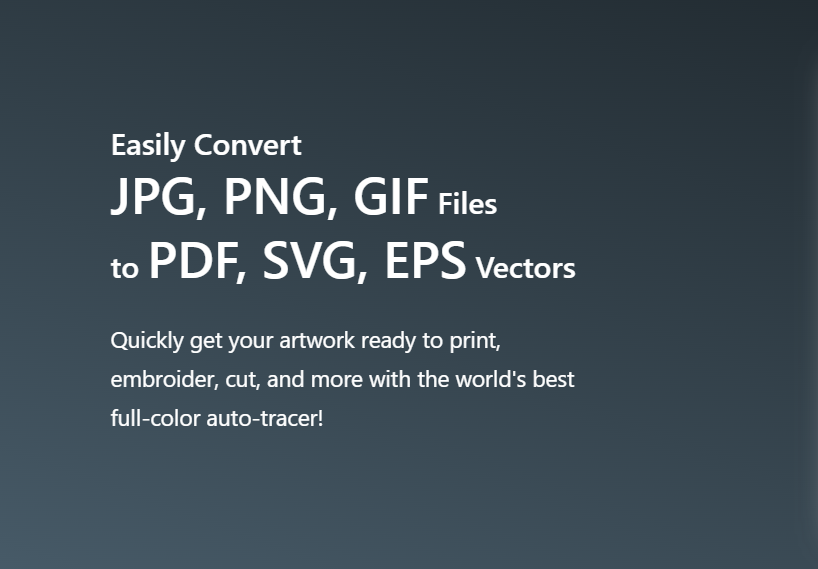 Easily Convert
JPG, PNG, GIF Files
to PDF, SVG, EPS Vectors
Quickly get your artwork ready to print,
embroider, cut, and more with the world's best
full-color auto-tracer!